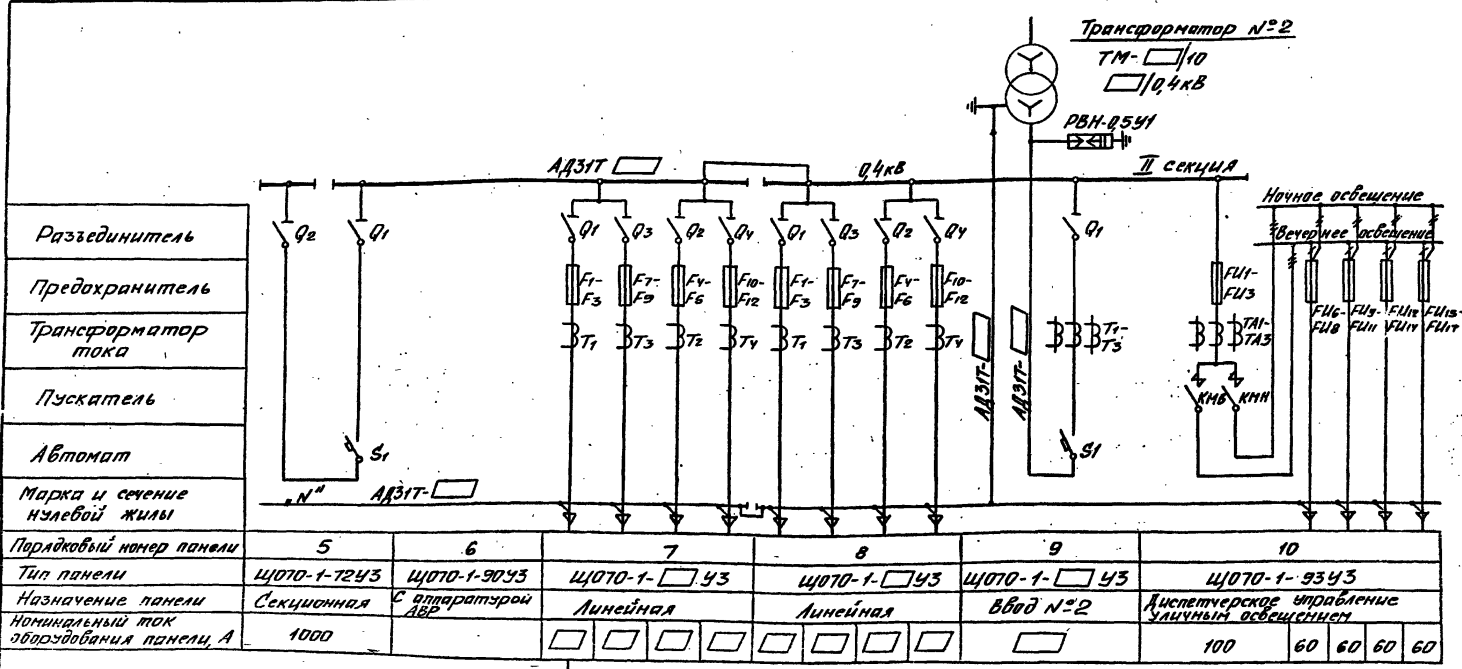 Трансформатор №2
ТМ- /10
/0,4кВ
РВН-0,5У1
АД31Т
0,4кВ
II секция
Ночное освещение
Вечернее освещение
Разъединитель
Q2
Q1
Q1
Q3
Q2
Q4
Q1
Q3
Q2
Q4
Q1
Предохранитель
F1-F3
F7-F9
F4-F6
F10-F12
F1-F3
F7-F9
F4-F6
F10-F12
FU1-FU3
FU6-FU8
FU9-FU11
Трансформатор тока
T1
T3
T2
T4
T1
T3
T2
T4
АД31Т-
АД31Т-
T1-T3
TA1-TA3
Пускатель
КМВ
КМН
Автомат
S1
S1
Марка и сечение нулевой жилы
„N"
АД31Т-
Порядковый номер панели
5
6
7
8
9
10
Тип панели
ЩО70-1-72У3
ЩО70-1-90У3
ЩО70-1- У3
ЩО70-1- У3
ЩО70-1- У3
ЩО70-1-93У3
Назначение панели
Секционная
С аппаратурой АВР
Линейная
Линейная
Ввод №2
Диспетчерское управление уличным освещением
Номинальный ток оборудования панели, А
1000
100
60
60
60
60